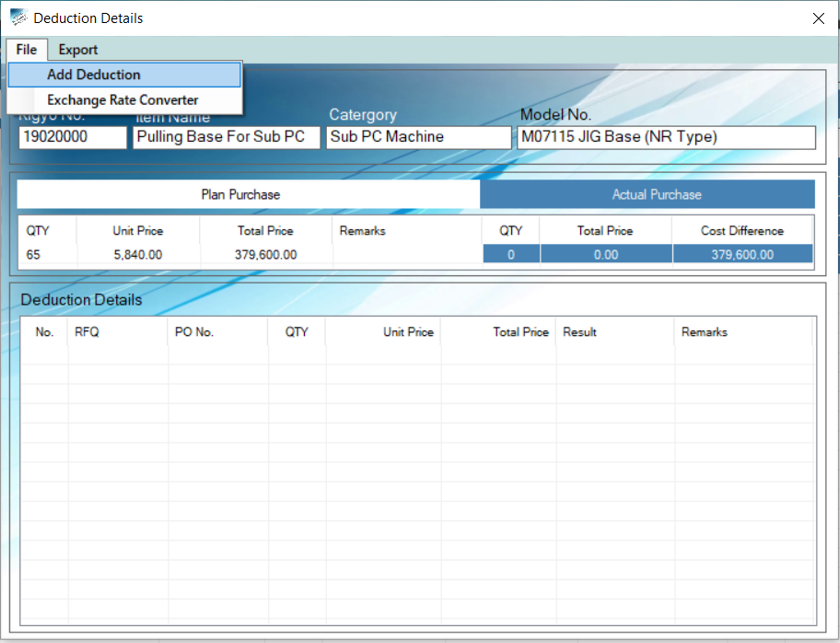 Deduction Details
File Export
Add Deduction
Exchange Rate Converter
Item Name Catergory Model No.
19020000 Pulling Base For Sub PC Sub PC Machine M07115 JIG Base (NR Type)
Plan Purchase Actual Purchase
QTY Unit Price Total Price Remarks QTY Total Price Cost Difference
65 5,840.00 379,600.00 0 0.00 379,600.00
Deduction Details
No. RFQ PO No. QTY Unit Price Total Price Result Remarks